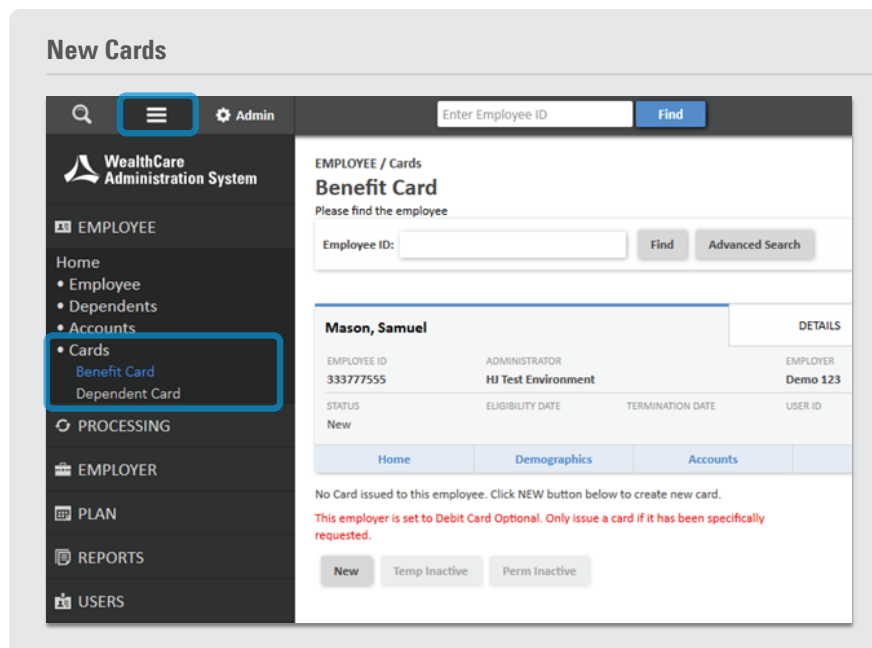 New Cards
Admin
Enter Employee ID
Find
WealthCare
Administration System
EMPLOYEE
Home
• Employee
• Dependents
• Accounts
• Cards
Benefit Card
Dependent Card
PROCESSING
EMPLOYER
PLAN
REPORTS
USERS
EMPLOYEE / Cards
Benefit Card
Please find the employee
Employee ID:
Find
Advanced Search
Mason, Samuel
DETAILS
EMPLOYEE ID
ADMINISTRATOR
EMPLOYER
333777555
HJ Test Environment
Demo 123
STATUS
ELIGIBILITY DATE
TERMINATION DATE
USER ID
New
Home
Demographics
Accounts
No Card issued to this employee. Click NEW button below to create new card.
This employer is set to Debit Card Optional. Only issue a card if it has been specifically
requested.
New
Temp Inactive
Perm Inactive